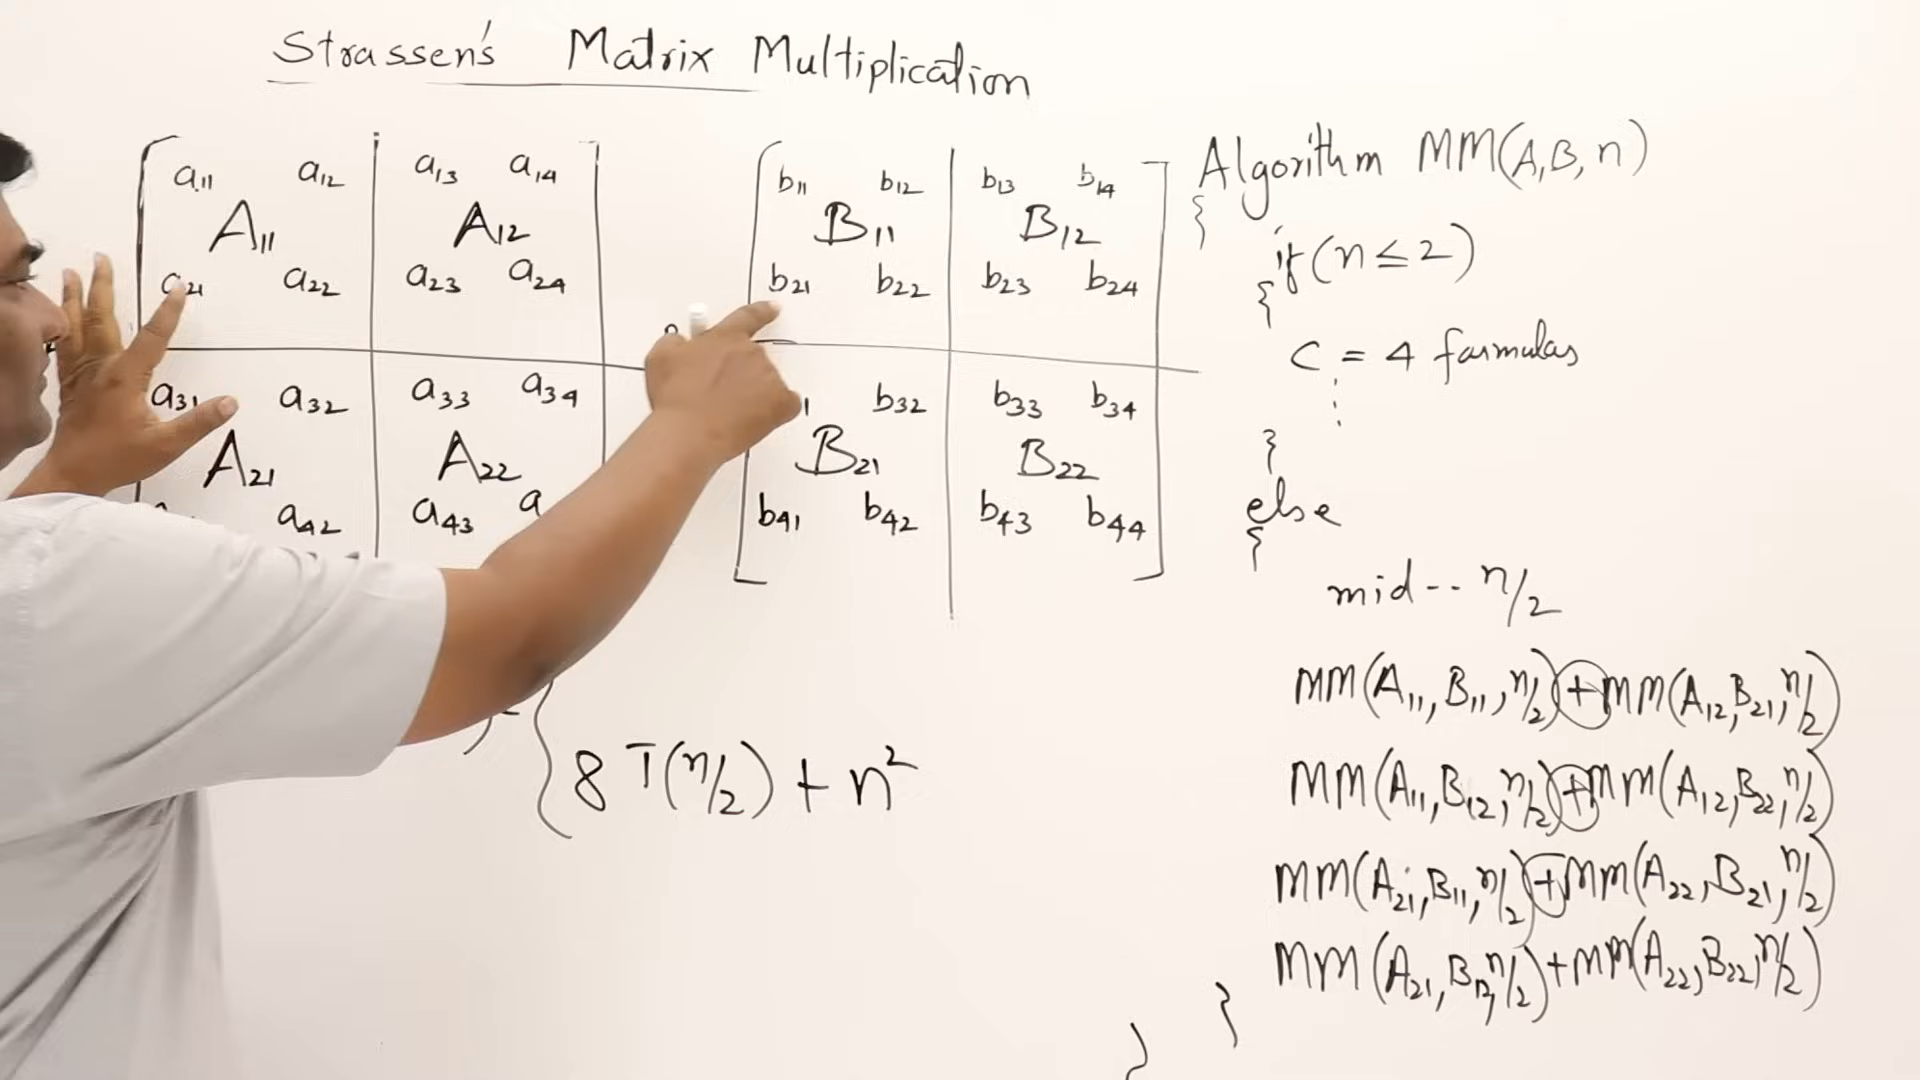 Strassen's Matrix Multiplication
a11 a12 a13 a14
A11 A12
a21 a22 a23 a24
a31 a32 a33 a34
A21 A22
a42 a43 a
b11 b12 b13 b14
B11 B12
b21 b22 b23 b24
1 b32 b33 b34
B21 B22
b41 b42 b43 b44
8 T(n/2) + n²
Algorithm MM(A,B,n)
{
if(n ≤ 2)
{
C = 4 farmulas
}
else
{
mid -- n/2
MM(A11, B11, n/2) + MM(A12, B21, n/2)
MM(A11, B12, n/2) + MM(A12, B22, n/2)
MM(A21, B11, n/2) + MM(A22, B21, n/2)
MM(A21, B12, n/2) + MM(A22, B22, n/2)
}
}